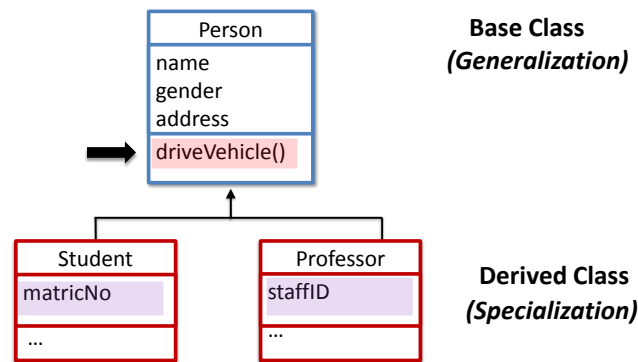 Person
name
gender
address
driveVehicle()
Base Class
(Generalization)
Student
matricNo
...
Professor
staffID
...
Derived Class
(Specialization)